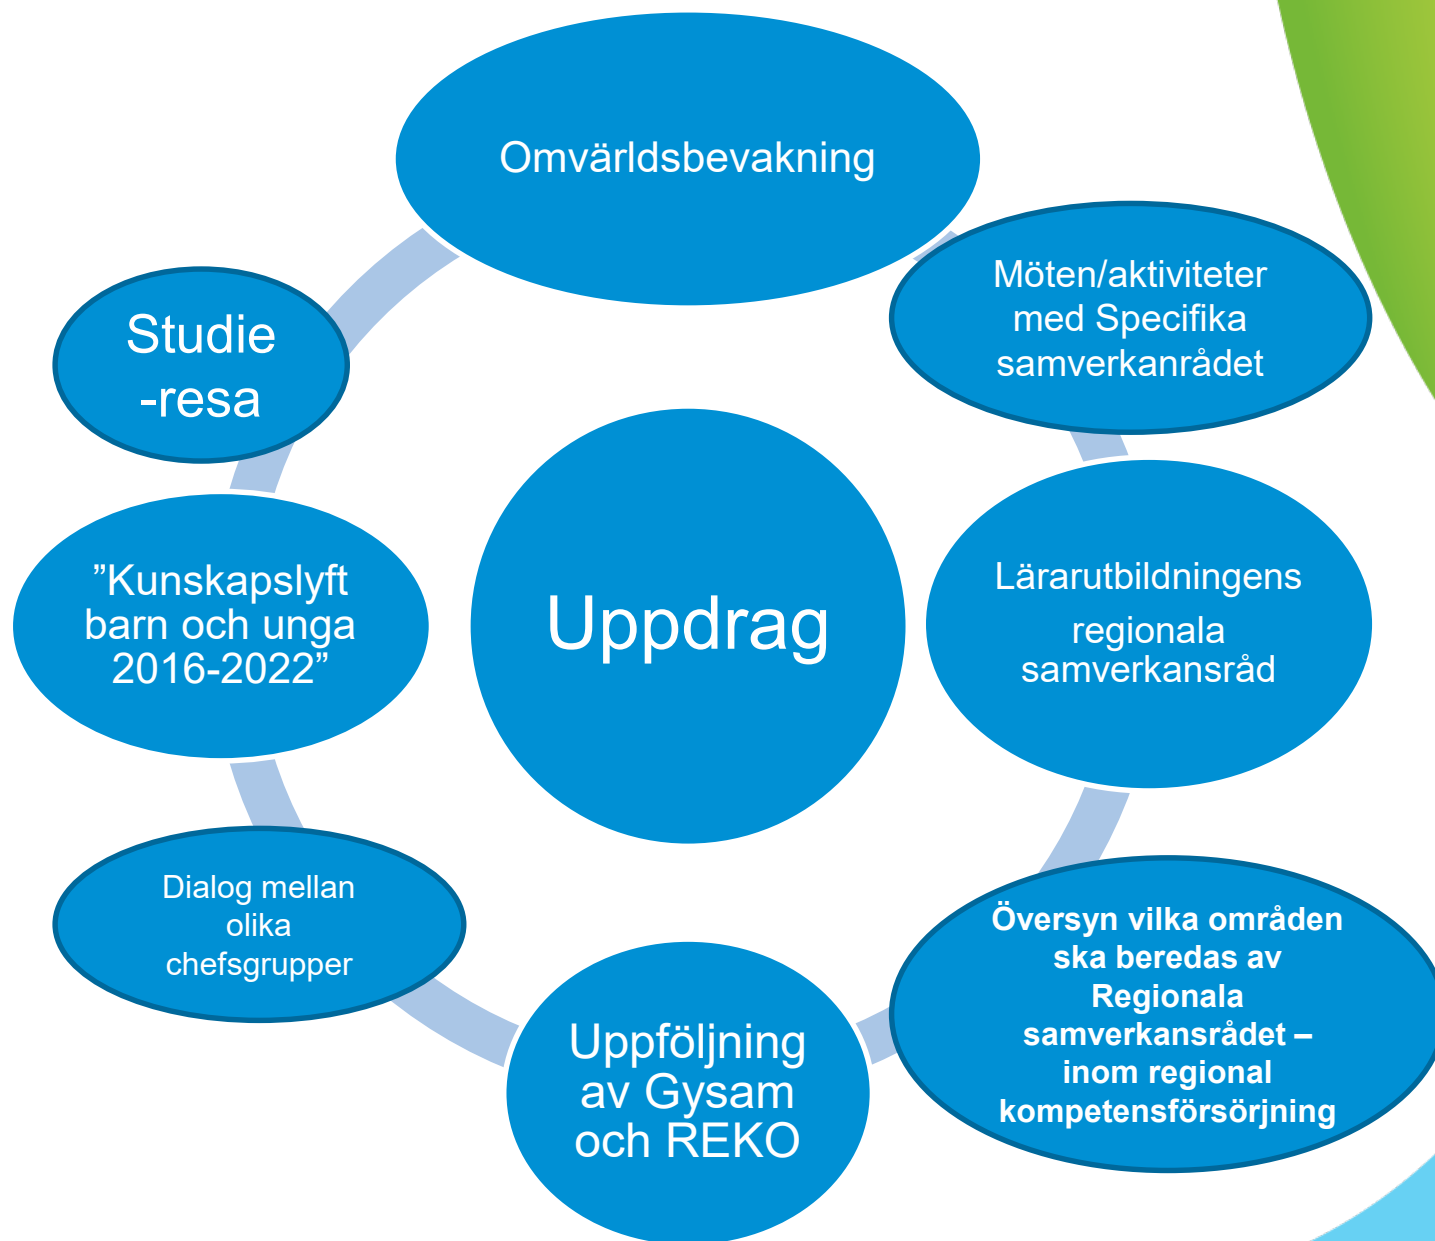 Omvärldsbevakning
Möten/aktiviteter
med Specifika
samverkanrådet
Studie
-resa
Uppdrag
"Kunskapslyft
barn och unga
2016-2022”
Lärarutbildningens
regionala
samverkansråd
Dialog mellan
olika
chefsgrupper
Översyn vilka områden
ska beredas av
Regionala
samverkansrådet –
inom regional
kompetensförsörjning
Uppföljning
av Gysam
och REKO